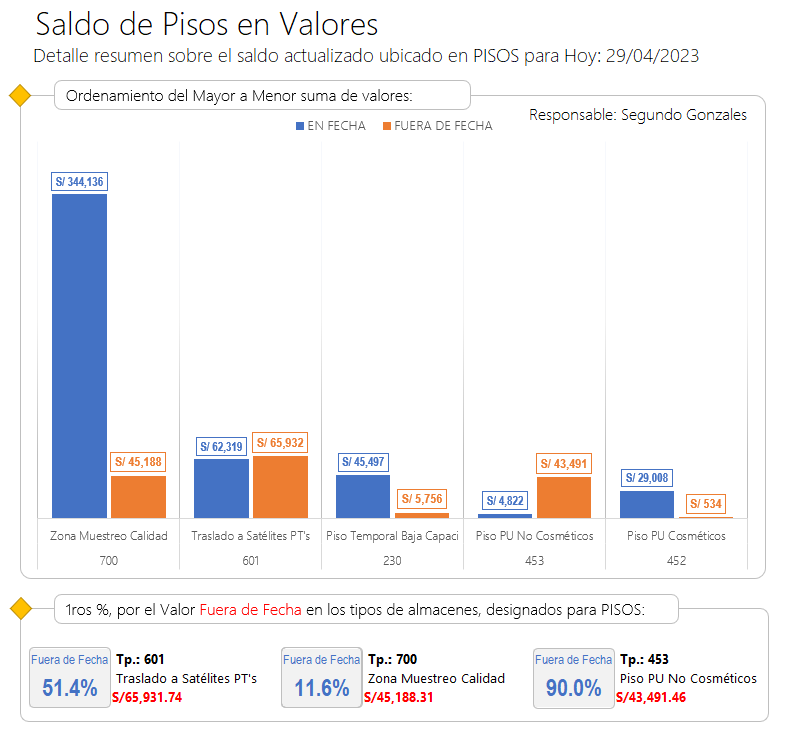 Saldo de Pisos en Valores
Detalle resumen sobre el saldo actualizado ubicado en PISOS para Hoy: 29/04/2023
Ordenamiento del Mayor a Menor suma de valores:
Responsable: Segundo Gonzales
EN FECHA FUERA DE FECHA
S/ 344,136
S/ 45,188
S/ 62,319
S/ 65,932
S/ 45,497
S/ 5,756
S/ 4,822
S/ 43,491
S/ 29,008
S/ 534
Zona Muestreo Calidad Traslado a Satélites PT's Piso Temporal Baja Capaci Piso PU No Cosméticos Piso PU Cosméticos
700 601 230 453 452
1ros %, por el Valor Fuera de Fecha en los tipos de almacenes, designados para PISOS:
Fuera de Fecha
51.4%
Tp.: 601
Traslado a Satélites PT's
S/65,931.74
Fuera de Fecha
11.6%
Tp.: 700
Zona Muestreo Calidad
S/45,188.31
Fuera de Fecha
90.0%
Tp.: 453
Piso PU No Cosméticos
S/43,491.46